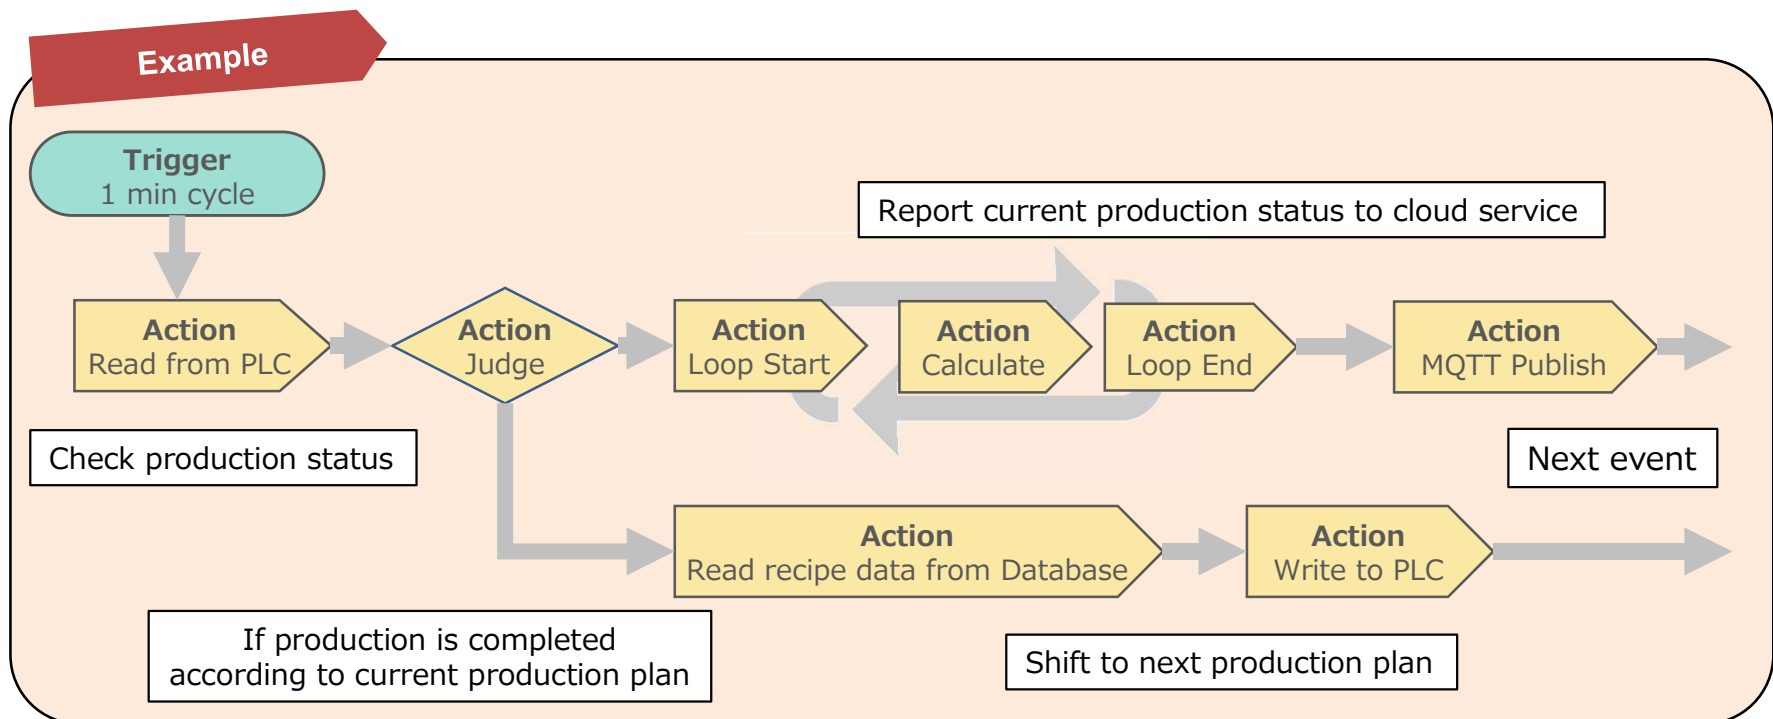 Example
Trigger
1 min cycle
Report current production status to cloud service
Action
Read from PLC
Action
Judge
Action
Loop Start
Action
Calculate
Action
Loop End
Action
MQTT Publish
Check production status
Next event
Action
Read recipe data from Database
Action
Write to PLC
If production is completed
according to current production plan
Shift to next production plan